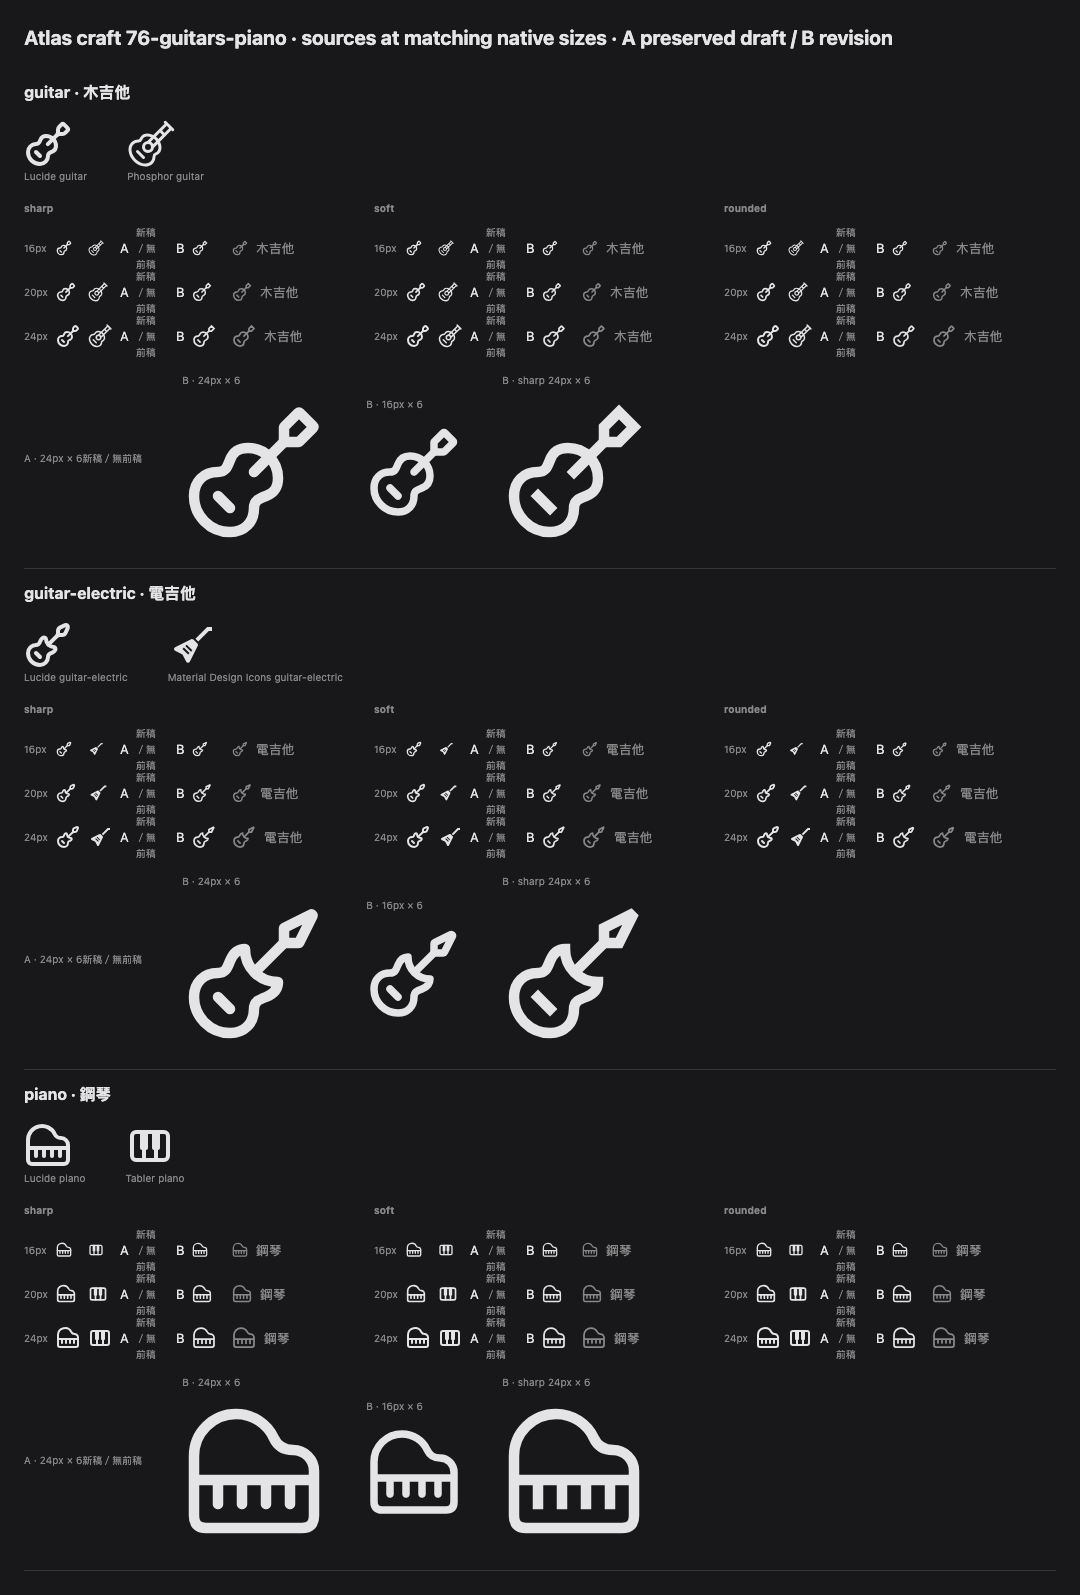 Atlas craft 76-guitars-piano · sources at matching native sizes · A preserved draft / B revision
guitar · 木吉他
Lucide guitar
Phosphor guitar
sharp
soft
rounded
16px A 新稿 / 無前稿 B 木吉他
16px A 新稿 / 無前稿 B 木吉他
16px A 新稿 / 無前稿 B 木吉他
20px A 新稿 / 無前稿 B 木吉他
20px A 新稿 / 無前稿 B 木吉他
20px A 新稿 / 無前稿 B 木吉他
24px A 新稿 / 無前稿 B 木吉他
24px A 新稿 / 無前稿 B 木吉他
24px A 新稿 / 無前稿 B 木吉他
A · 24px × 6新稿 / 無前稿
B · 24px × 6
B · 16px × 6
B · sharp 24px × 6
guitar-electric · 電吉他
Lucide guitar-electric
Material Design Icons guitar-electric
sharp
soft
rounded
16px A 新稿 / 無前稿 B 電吉他
16px A 新稿 / 無前稿 B 電吉他
16px A 新稿 / 無前稿 B 電吉他
20px A 新稿 / 無前稿 B 電吉他
20px A 新稿 / 無前稿 B 電吉他
20px A 新稿 / 無前稿 B 電吉他
24px A 新稿 / 無前稿 B 電吉他
24px A 新稿 / 無前稿 B 電吉他
24px A 新稿 / 無前稿 B 電吉他
A · 24px × 6新稿 / 無前稿
B · 24px × 6
B · 16px × 6
B · sharp 24px × 6
piano · 鋼琴
Lucide piano
Tabler piano
sharp
soft
rounded
16px A 新稿 / 無前稿 B 鋼琴
16px A 新稿 / 無前稿 B 鋼琴
16px A 新稿 / 無前稿 B 鋼琴
20px A 新稿 / 無前稿 B 鋼琴
20px A 新稿 / 無前稿 B 鋼琴
20px A 新稿 / 無前稿 B 鋼琴
24px A 新稿 / 無前稿 B 鋼琴
24px A 新稿 / 無前稿 B 鋼琴
24px A 新稿 / 無前稿 B 鋼琴
A · 24px × 6新稿 / 無前稿
B · 24px × 6
B · 16px × 6
B · sharp 24px × 6